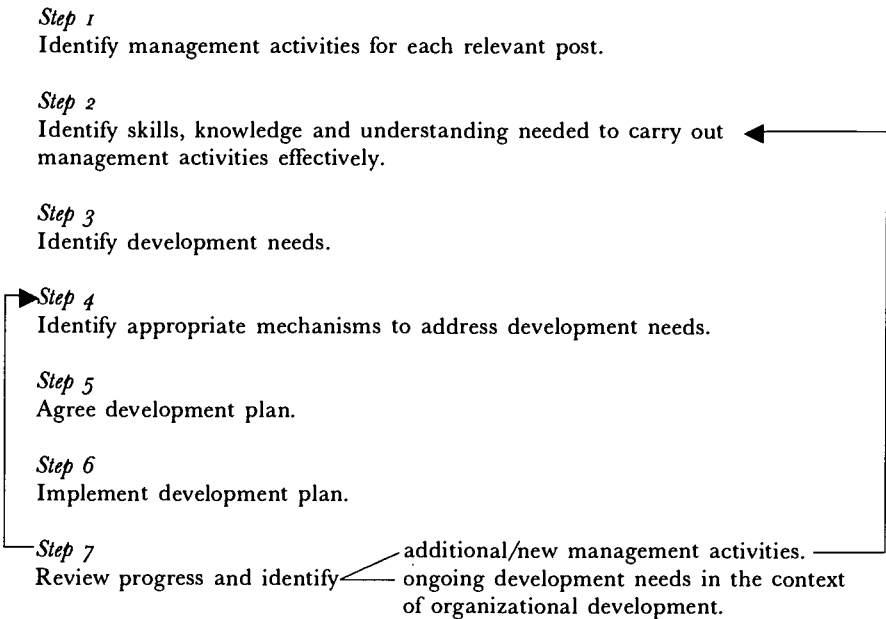 Step 1
Identify management activities for each relevant post.
Step 2
Identify skills, knowledge and understanding needed to carry out
management activities effectively.
Step 3
Identify development needs.
Step 4
Identify appropriate mechanisms to address development needs.
Step 5
Agree development plan.
Step 6
Implement development plan.
Step 7
additional/new management activities.
Review progress and identify
ongoing development needs in the context
of organizational development.